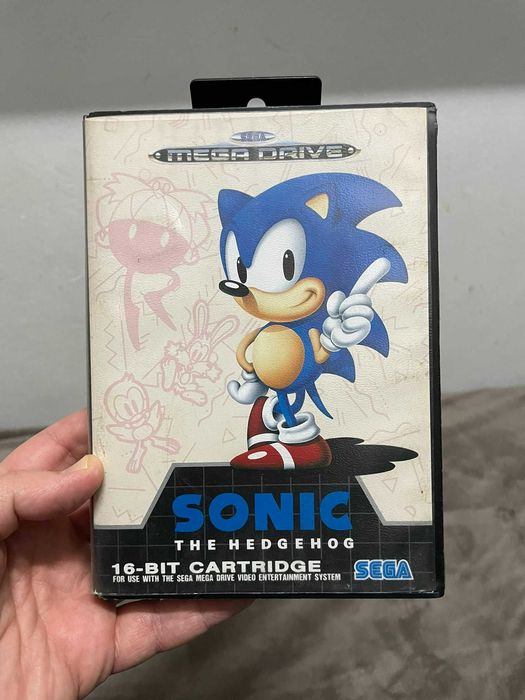 SEGA
MEGA DRIVE
SONIC
THE HEDGEHOG
16-BIT CARTRIDGE
FOR USE WITH THE SEGA MEGA DRIVE VIDEO ENTERTAINMENT SYSTEM
SEGA